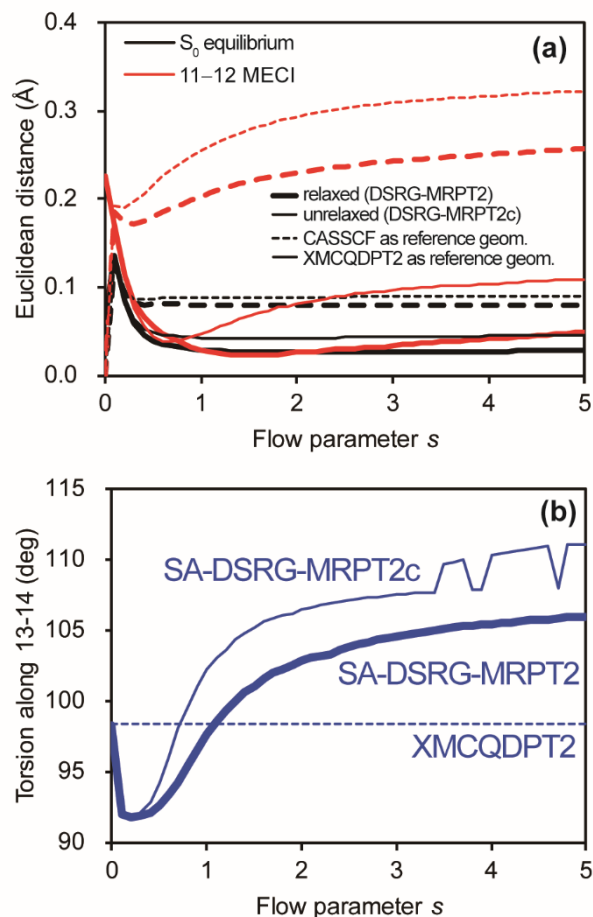 (a)
S₀ equilibrium
11–12 MECI
relaxed (DSRG-MRPT2)
unrelaxed (DSRG-MRPT2c)
CASSCF as reference geom.
XMCQDPT2 as reference geom.
Euclidean distance (Å)
0.4
0.3
0.2
0.1
0.0
0 1 2 3 4 5
Flow parameter s
(b)
SA-DSRG-MRPT2c
SA-DSRG-MRPT2
XMCQDPT2
Torsion along 13-14 (deg)
115
110
105
100
95
90
0 1 2 3 4 5
Flow parameter s